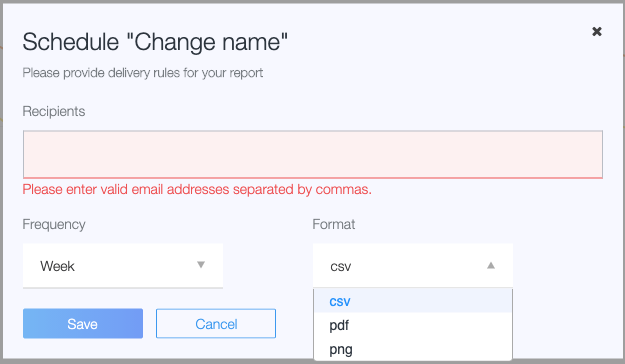 Schedule "Change name"
Please provide delivery rules for your report
Recipients
Please enter valid email addresses separated by commas.
Frequency
Format
Week
csv
csv
pdf
png
Save
Cancel